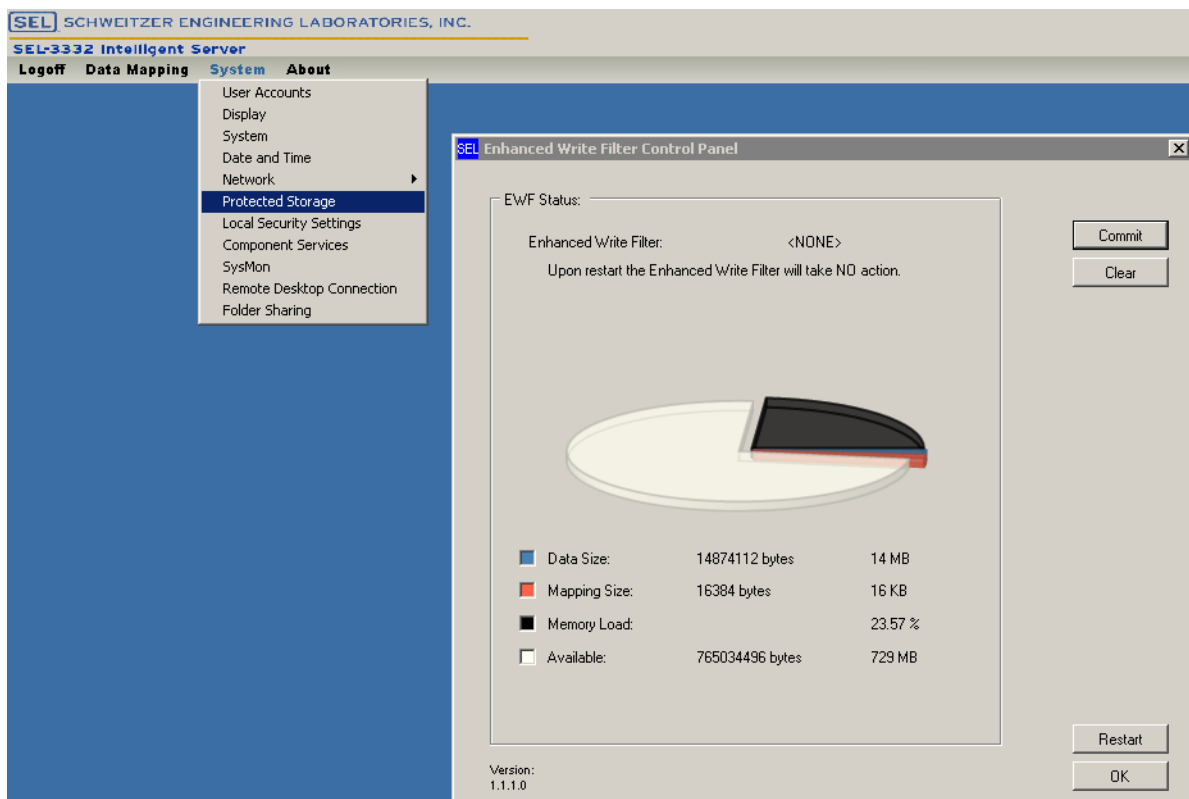 SEL SCHWEITZER ENGINEERING LABORATORIES, INC.
SEL-3332 Intelligent Server
Logoff Data Mapping System About
User Accounts
Display
System
Date and Time
Network
Protected Storage
Local Security Settings
Component Services
SysMon
Remote Desktop Connection
Folder Sharing
SEL Enhanced Write Filter Control Panel
EWF Status:
Enhanced Write Filter: <NONE>
Upon restart the Enhanced Write Filter will take NO action.
Commit
Clear
Data Size: 14874112 bytes 14 MB
Mapping Size: 16384 bytes 16 KB
Memory Load: 23.57 %
Available: 765034496 bytes 729 MB
Restart
OK
Version:
1.1.1.0